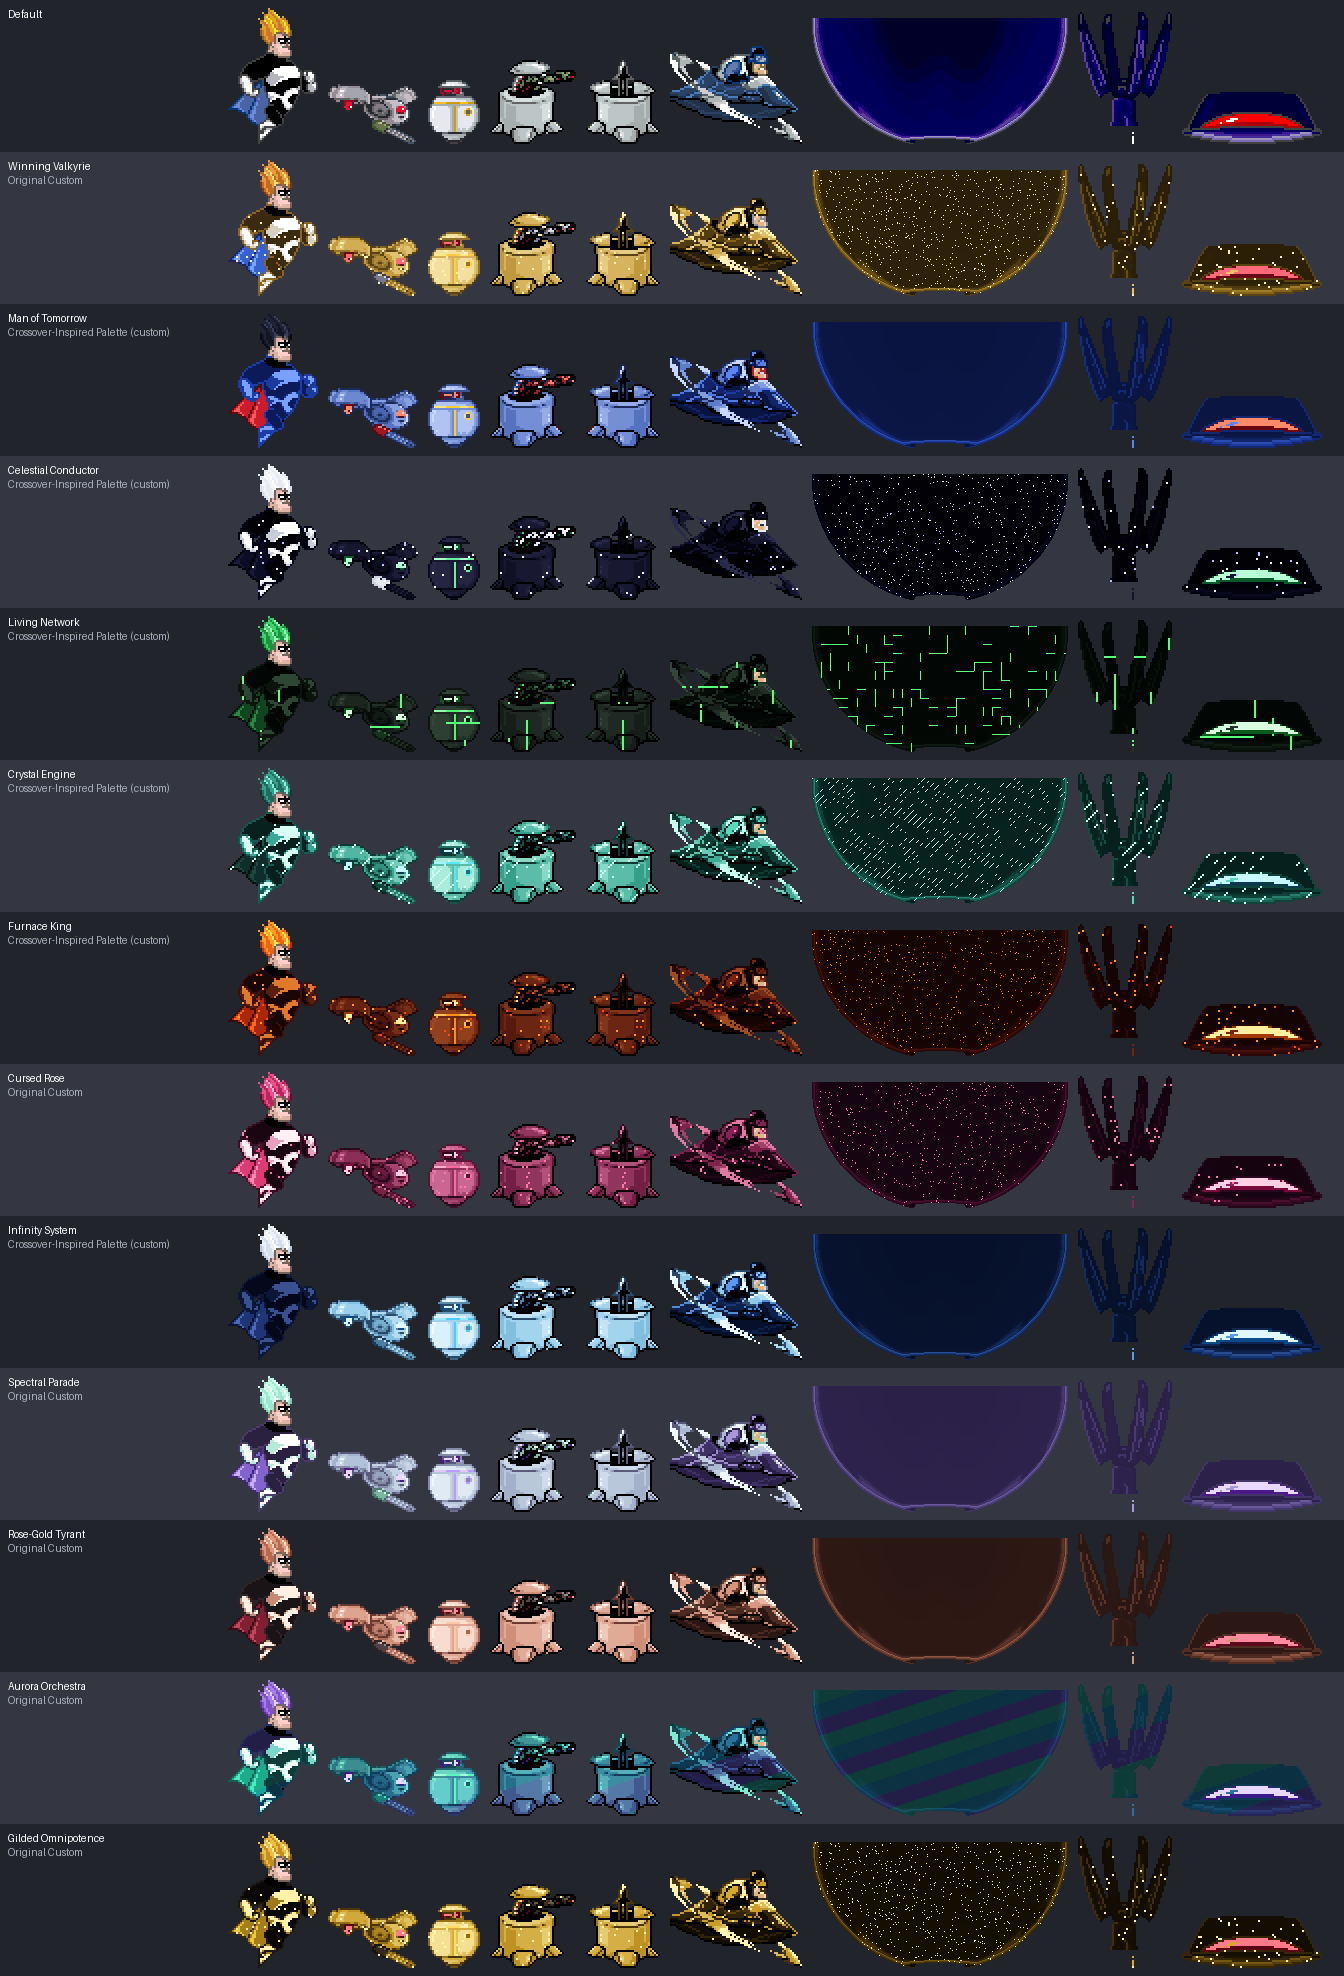 Default
Winning Valkyrie
Original Custom
Man of Tomorrow
Crossover-Inspired Palette (custom)
Celestial Conductor
Crossover-Inspired Palette (custom)
Living Network
Crossover-Inspired Palette (custom)
Crystal Engine
Crossover-Inspired Palette (custom)
Furnace King
Crossover-Inspired Palette (custom)
Cursed Rose
Original Custom
Infinity System
Crossover-Inspired Palette (custom)
Spectral Parade
Original Custom
Rose-Gold Tyrant
Original Custom
Aurora Orchestra
Original Custom
Gilded Omnipotence
Original Custom